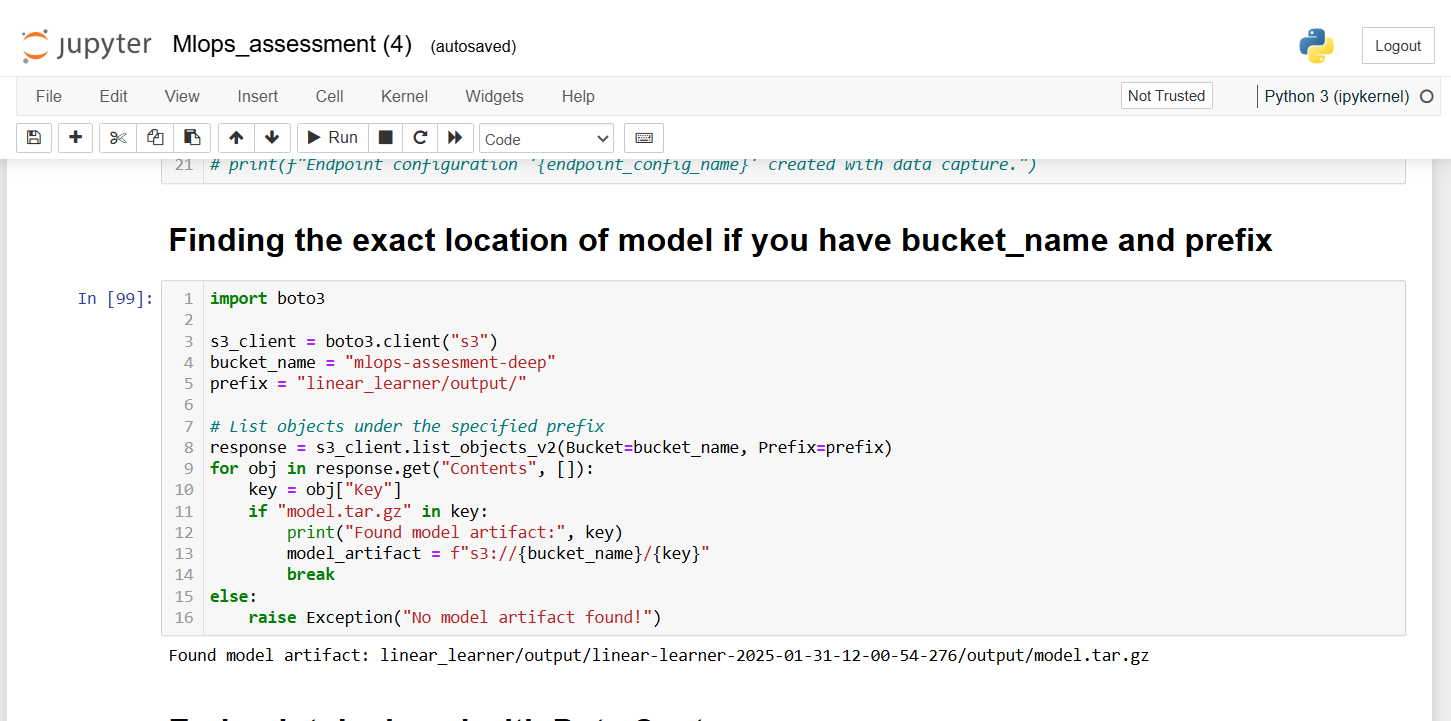 jupyter Mlops_assessment (4) (autosaved) Logout
File Edit View Insert Cell Kernel Widgets Help Not Trusted Python 3 (ipykernel)
Run Code
21 # print(f"Endpoint configuration '{endpoint_config_name}' created with data capture.")
Finding the exact location of model if you have bucket_name and prefix
In [99]:
1 import boto3
2
3 s3_client = boto3.client("s3")
4 bucket_name = "mlops-assesment-deep"
5 prefix = "linear_learner/output/"
6
7 # List objects under the specified prefix
8 response = s3_client.list_objects_v2(Bucket=bucket_name, Prefix=prefix)
9 for obj in response.get("Contents", []):
10     key = obj["Key"]
11     if "model.tar.gz" in key:
12         print("Found model artifact:", key)
13         model_artifact = f"s3://{bucket_name}/{key}"
14         break
15 else:
16     raise Exception("No model artifact found!")
Found model artifact: linear_learner/output/linear-learner-2025-01-31-12-00-54-276/output/model.tar.gz